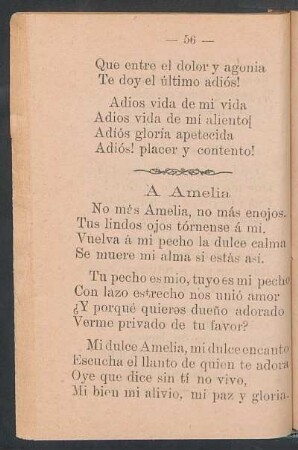 — 56 —
Que entre el dolor y agonia
Te doy el último adiós!
Adios vida de mi vida
Adios vida de mi aliento[
Adíós gloría apetecida
Adiós! placer y contento!
A Amelia
No més Amelia, no más enojos.
Tus lindos ojos tórnense á mí.
Vuelva á mi pecho la dulce calma
Se muere mi alma si estás así.
Tu pecho es mio, tuyo es mi pecho
Con lazo estrecho nos unió amor
¿Y porqué quieres dueño adorado
Verme privado de tu favor?
Mi dulce Amelia, mi dulce encanto
Escucha el llanto de quien te adora
Oye que dice sin tí no vivo,
Mi bien mi alivio, mi paz y gloria.